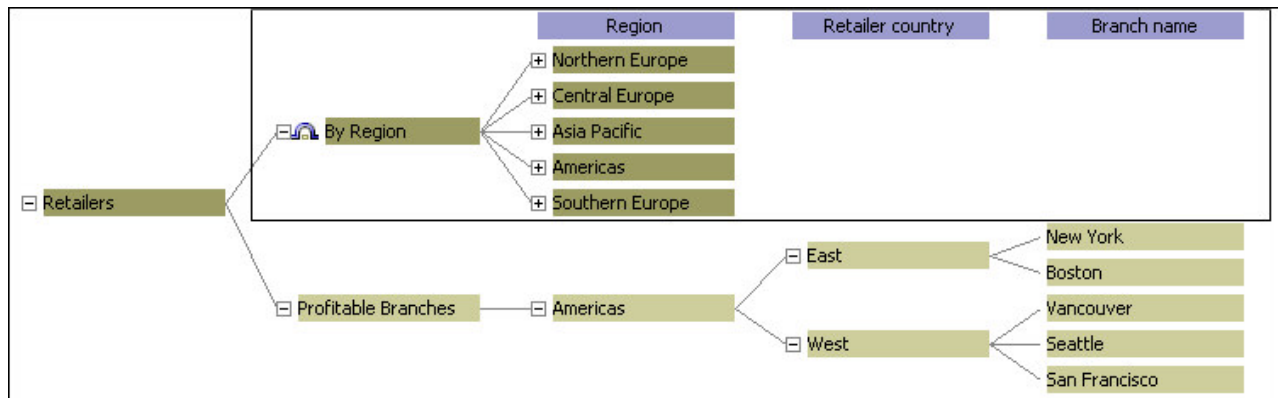 Region Retailer country Branch name
Northern Europe
Central Europe
By Region Asia Pacific
Americas
Retailers Southern Europe
New York
East
Boston
Profitable Branches Americas Vancouver
West Seattle
San Francisco